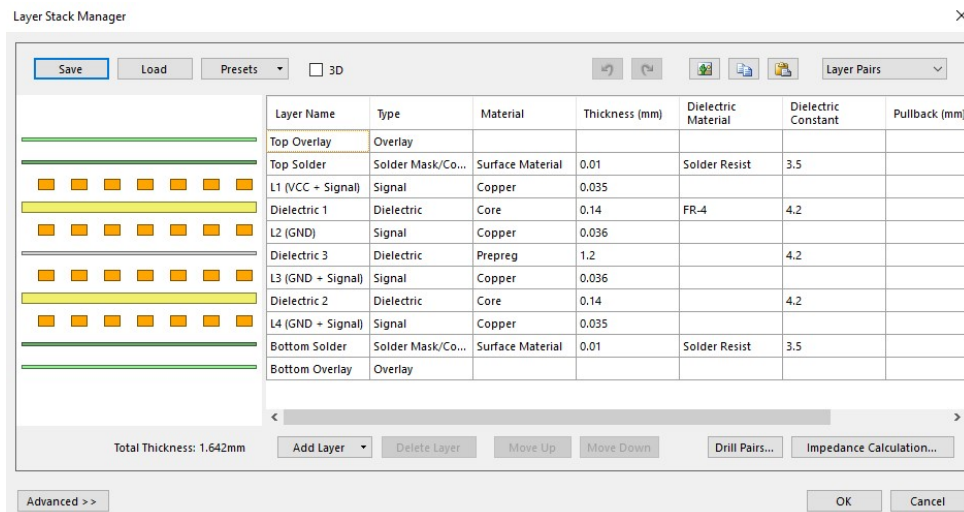 Layer Stack Manager
Save Load Presets 3D Layer Pairs
Layer Name Type Material Thickness (mm) Dielectric Material Dielectric Constant Pullback (mm)
Top Overlay Overlay
Top Solder Solder Mask/Co... Surface Material 0.01 Solder Resist 3.5
L1 (VCC + Signal) Signal Copper 0.035
Dielectric 1 Dielectric Core 0.14 FR-4 4.2
L2 (GND) Signal Copper 0.036
Dielectric 3 Dielectric Prepreg 1.2 4.2
L3 (GND + Signal) Signal Copper 0.036
Dielectric 2 Dielectric Core 0.14 4.2
L4 (GND + Signal) Signal Copper 0.035
Bottom Solder Solder Mask/Co... Surface Material 0.01 Solder Resist 3.5
Bottom Overlay Overlay
Total Thickness: 1.642mm Add Layer Delete Layer Move Up Move Down Drill Pairs... Impedance Calculation...
Advanced >> OK Cancel